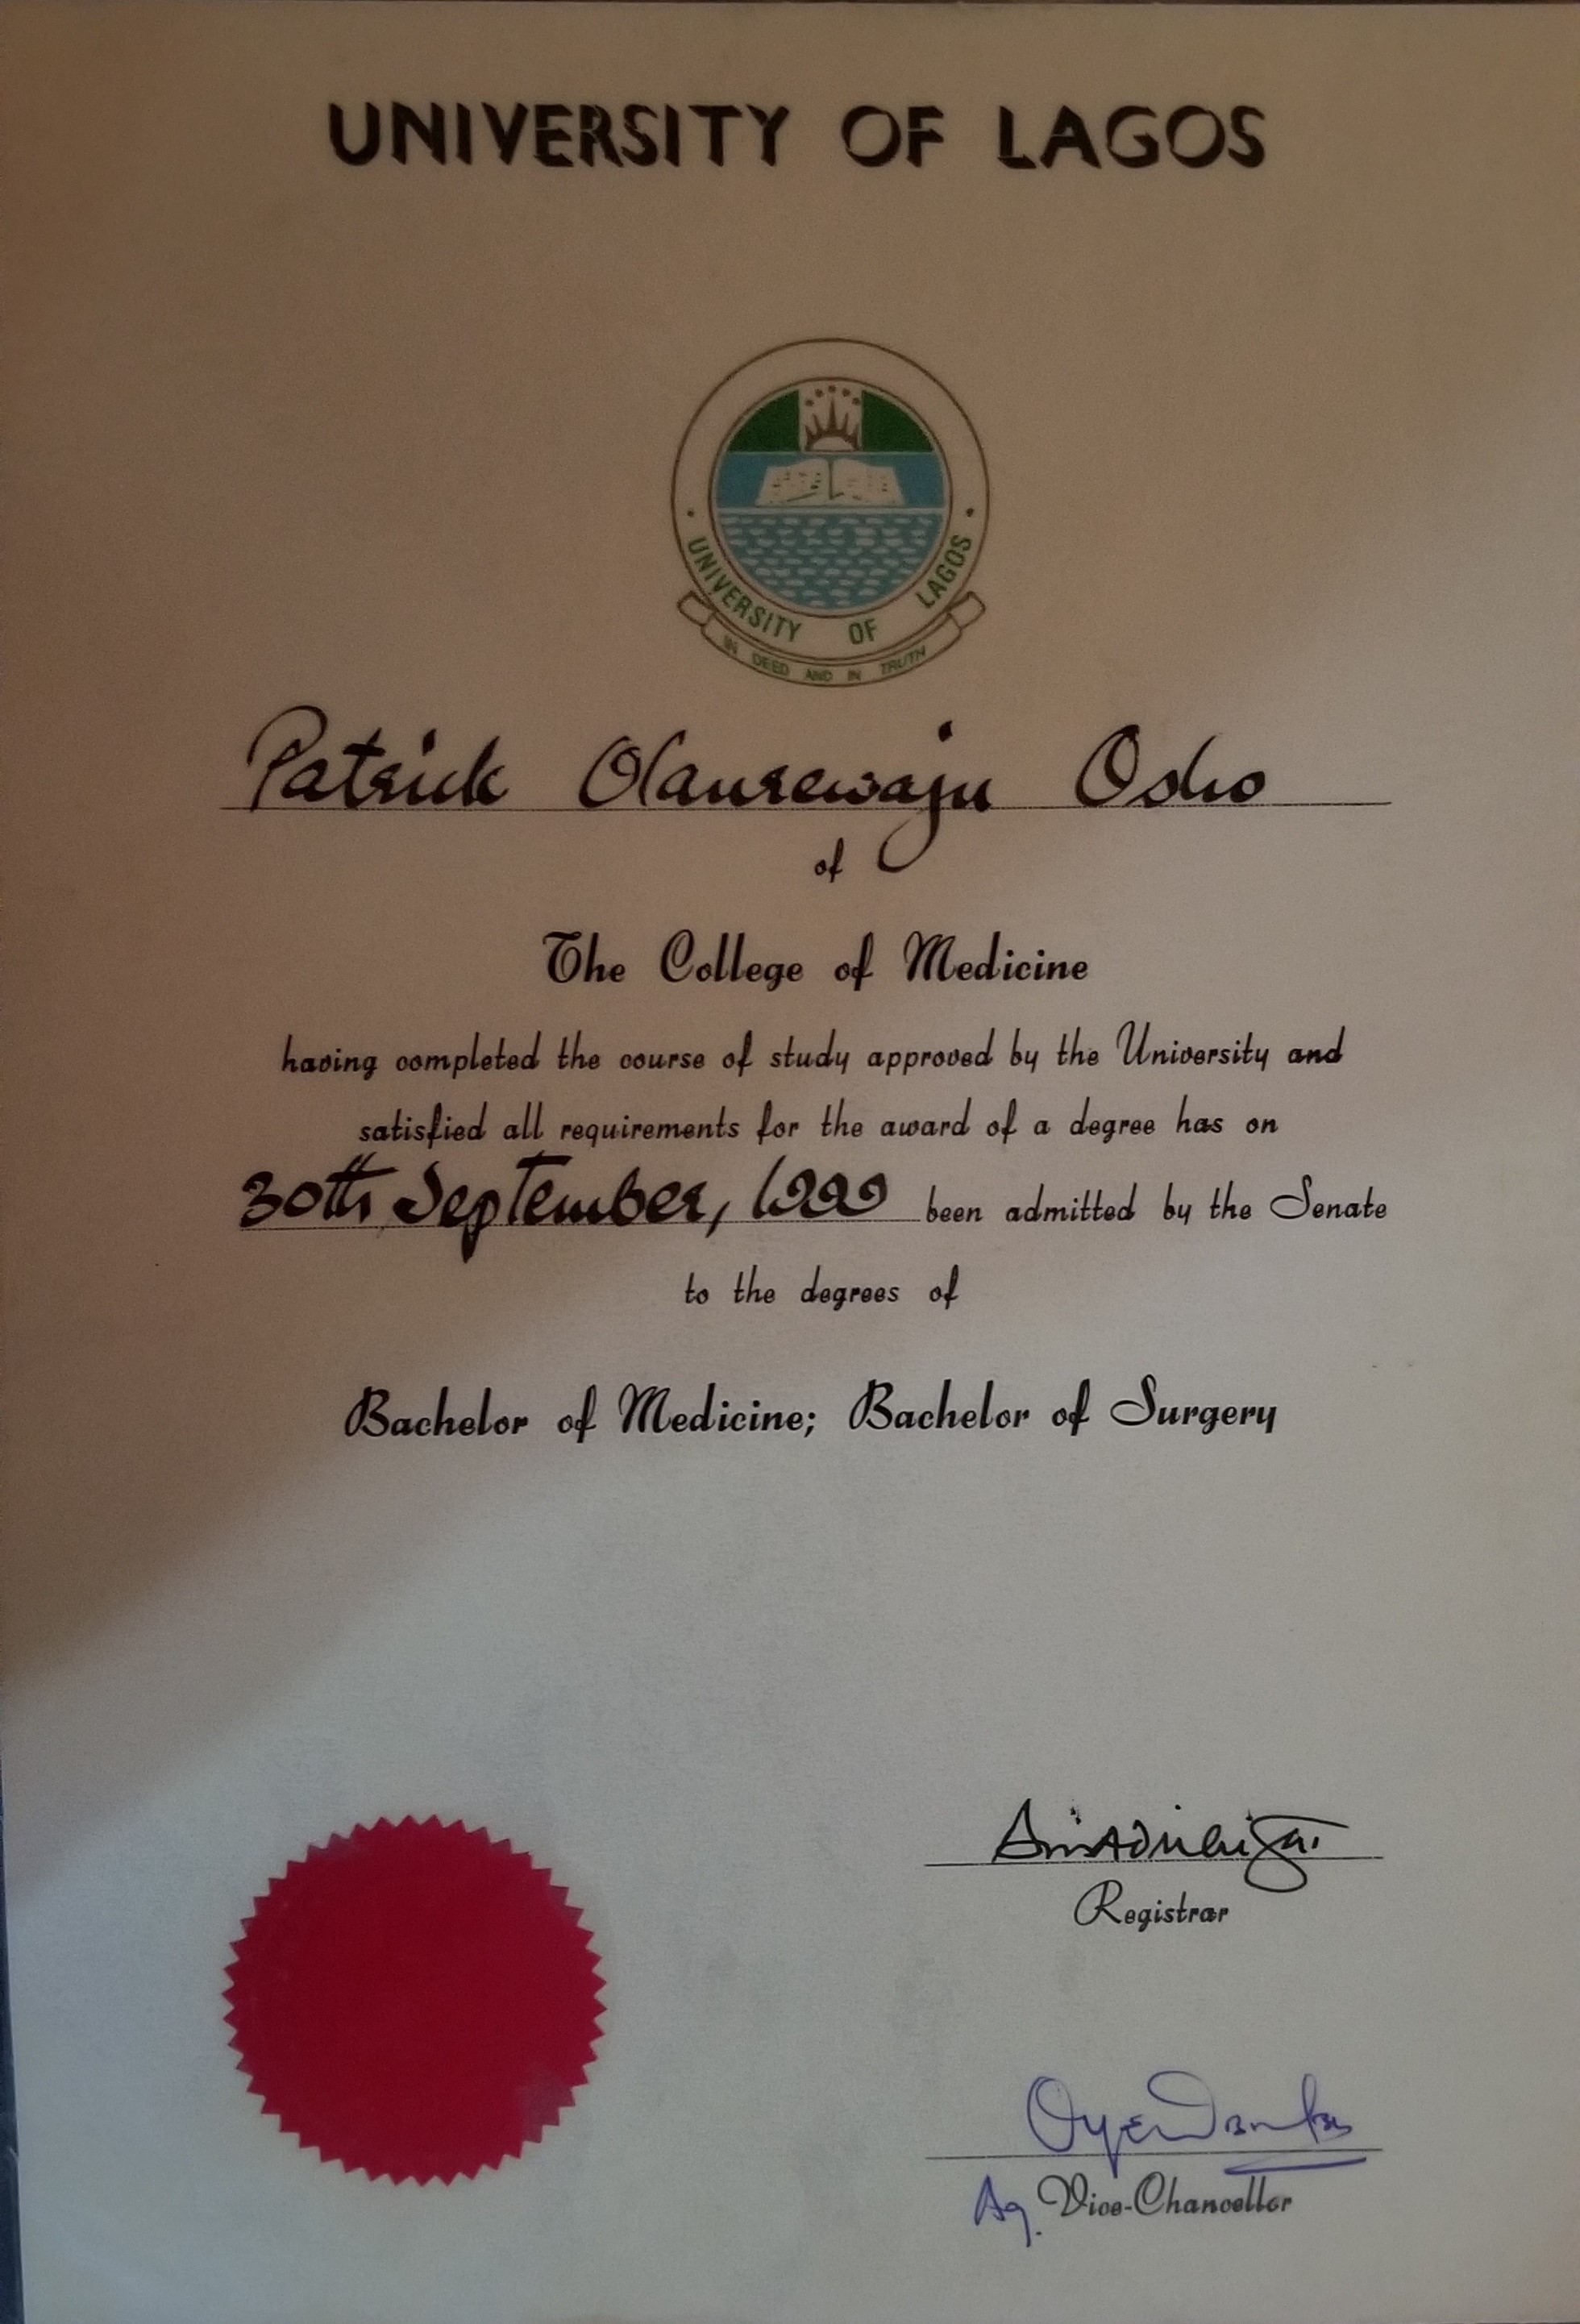 UNIVERSITY OF LAGOS
UNIVERSITY OF LAGOS
IN DEED AND IN TRUTH
Patrick Olanrewaju Osho
of
The College of Medicine
having completed the course of study approved by the University and
satisfied all requirements for the award of a degree has on
30th September, 1999 been admitted by the Senate
to the degrees of
Bachelor of Medicine; Bachelor of Surgery
Registrar
Ag. Vice-Chancellor